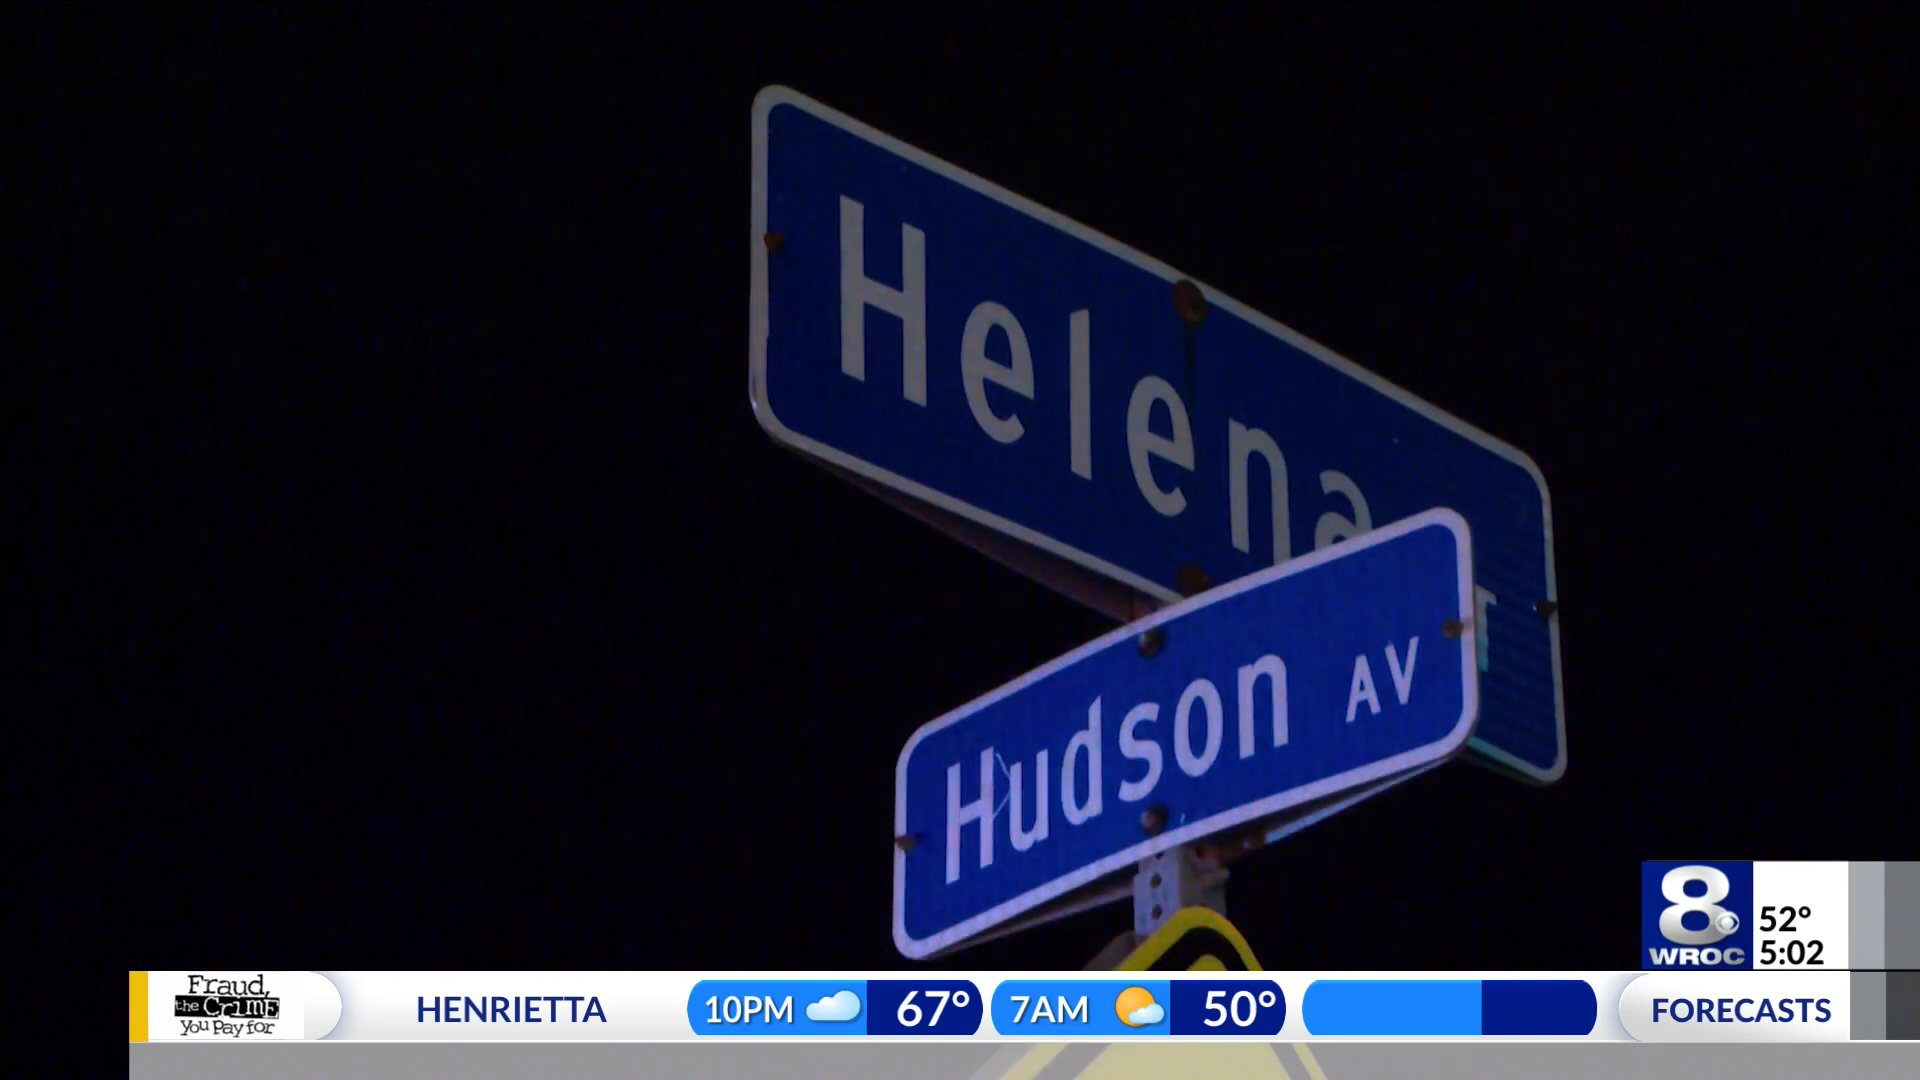 Helena
Hudson AV
8
WROC
52°
5:02
Fraud,
the Crime
You Pay for
HENRIETTA
10PM 67°
7AM 50°
FORECASTS